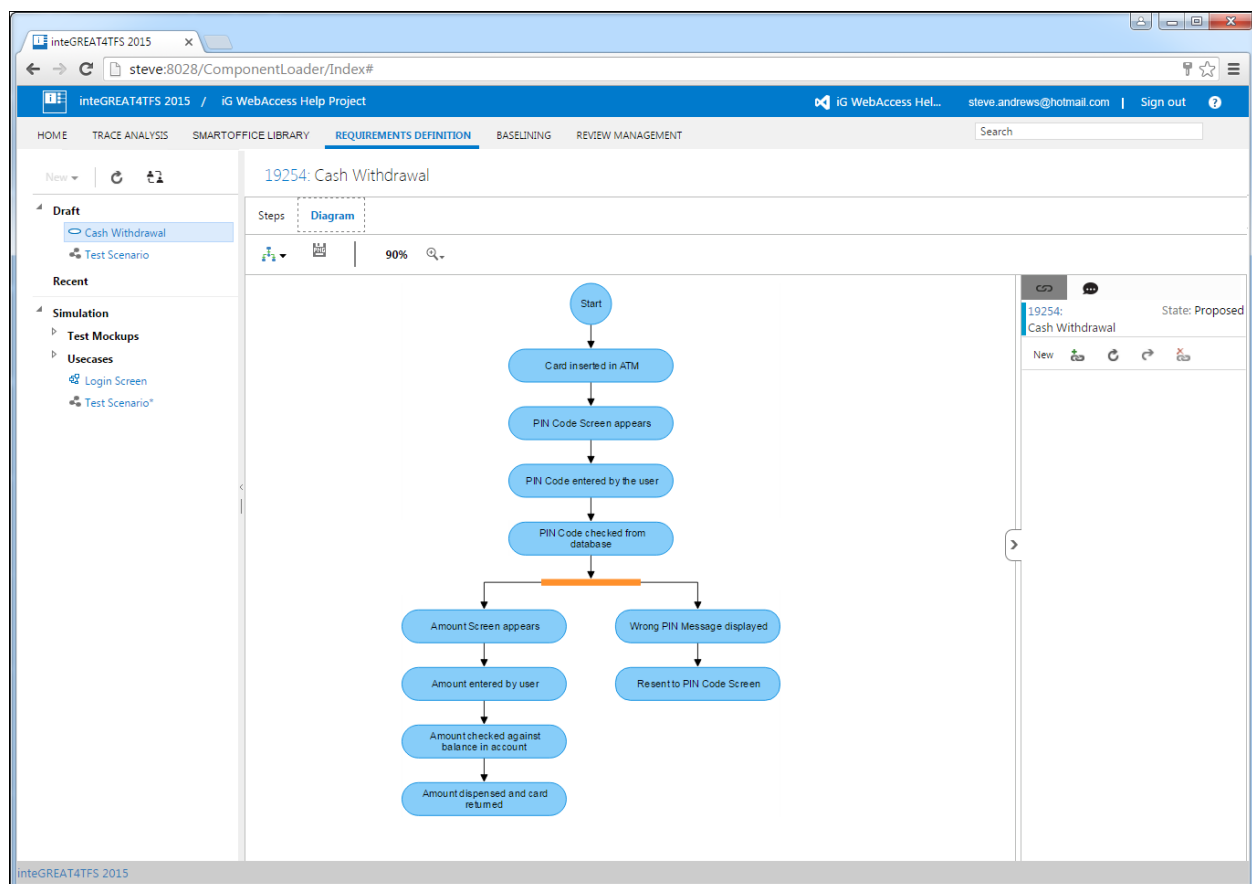 inteGREAT4TFS 2015
steve:8028/ComponentLoader/Index#
inteGREAT4TFS 2015 / iG WebAccess Help Project
iG WebAccess Hel...
steve.andrews@hotmail.com | Sign out
HOME TRACE ANALYSIS SMARTOFFICE LIBRARY REQUIREMENTS DEFINITION BASELINING REVIEW MANAGEMENT
Search
New
19254: Cash Withdrawal
Draft
Cash Withdrawal
Test Scenario
Recent
Simulation
Test Mockups
Usecases
Login Screen
Test Scenario*
Steps Diagram
90%
Start
Card inserted in ATM
PIN Code Screen appears
PIN Code entered by the user
PIN Code checked from
database
Amount Screen appears
Wrong PIN Message displayed
Amount entered by user
Resent to PIN Code Screen
Amount checked against
balance in account
Amount dispensed and card
returned
19254:
State: Proposed
Cash Withdrawal
New
inteGREAT4TFS 2015